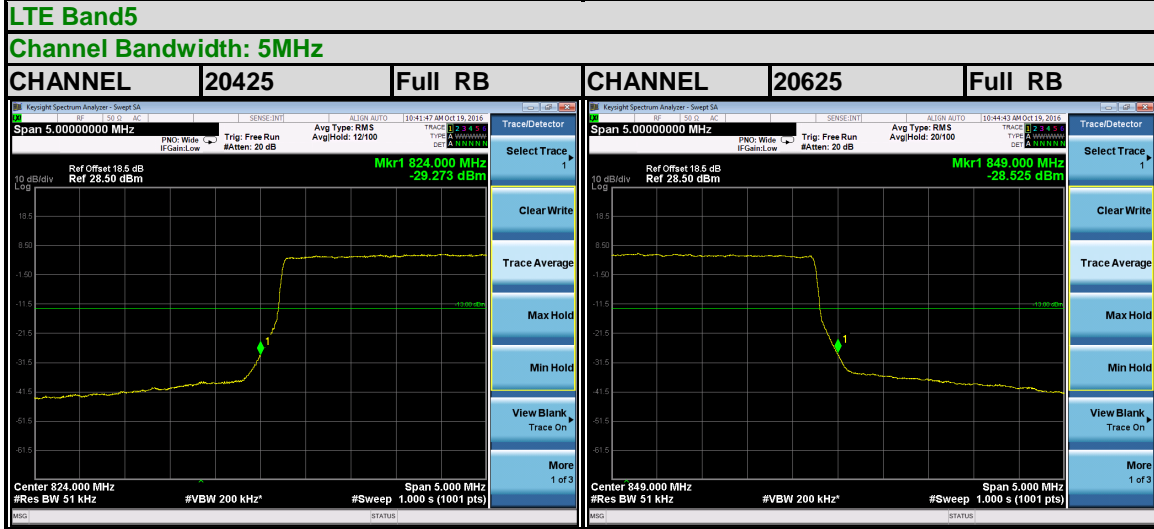 LTE Band5
Channel Bandwidth: 5MHz
CHANNEL 20425 Full RB CHANNEL 20625 Full RB
Keysight Spectrum Analyzer - Swept SA
RF 50 Ω AC SENSE:INT ALIGN AUTO 10:41:47 AM Oct 19, 2016
Span 5.00000000 MHz
PNO: Wide
IFGain:Low
Trig: Free Run
#Atten: 20 dB
Avg Type: RMS
Avg|Hold: 12/100
TRACE 1 2 3 4 5 6
TYPE A WWWWW
DET A N N N N N
Ref Offset 18.5 dB
10 dB/div Ref 28.50 dBm
Log
Mkr1 824.000 MHz
-29.273 dBm
18.5
8.50
-1.50
-11.5
-13.00 dBm
-21.5
1
-31.5
-41.5
-51.5
-61.5
Center 824.000 MHz Span 5.000 MHz
#Res BW 51 kHz #VBW 200 kHz* #Sweep 1.000 s (1001 pts)
MSG STATUS
Trace/Detector
Select Trace
1
Clear Write
Trace Average
Max Hold
Min Hold
View Blank
Trace On
More
1 of 3
Keysight Spectrum Analyzer - Swept SA
RF 50 Ω AC SENSE:INT ALIGN AUTO 10:44:43 AM Oct 19, 2016
Span 5.00000000 MHz
PNO: Wide
IFGain:Low
Trig: Free Run
#Atten: 20 dB
Avg Type: RMS
Avg|Hold: 20/100
TRACE 1 2 3 4 5 6
TYPE A WWWWW
DET A N N N N N
Ref Offset 18.5 dB
10 dB/div Ref 28.50 dBm
Log
Mkr1 849.000 MHz
-28.525 dBm
18.5
8.50
-1.50
-11.5
-13.00 dBm
-21.5
1
-31.5
-41.5
-51.5
-61.5
Center 849.000 MHz Span 5.000 MHz
#Res BW 51 kHz #VBW 200 kHz* #Sweep 1.000 s (1001 pts)
MSG STATUS
Trace/Detector
Select Trace
1
Clear Write
Trace Average
Max Hold
Min Hold
View Blank
Trace On
More
1 of 3